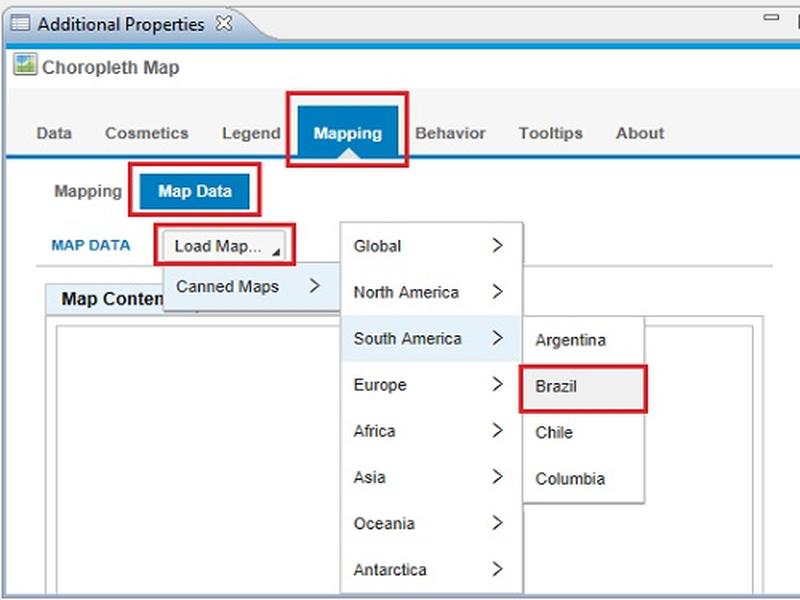 Additional Properties
Choropleth Map
Data Cosmetics Legend Mapping Behavior Tooltips About
Mapping Map Data
MAP DATA Load Map...
Canned Maps
Map Conten
Global
North America
South America
Europe
Africa
Asia
Oceania
Antarctica
Argentina
Brazil
Chile
Columbia